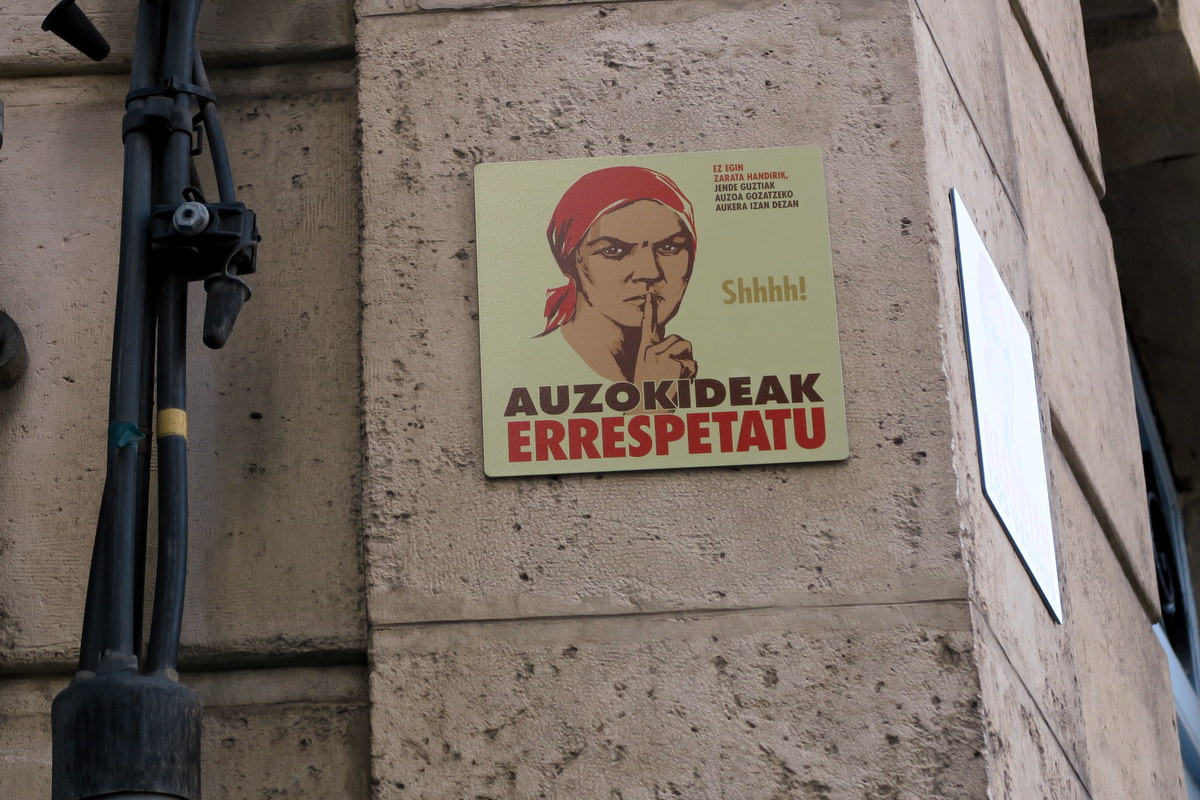 EZ EGIN
ZARATA HANDIRIK,
JENDE GUZTIAK
AUZOA GOZATZEKO
AUKERA IZAN DEZAN
Shhhh!
AUZOKIDEAK
ERRESPETATU